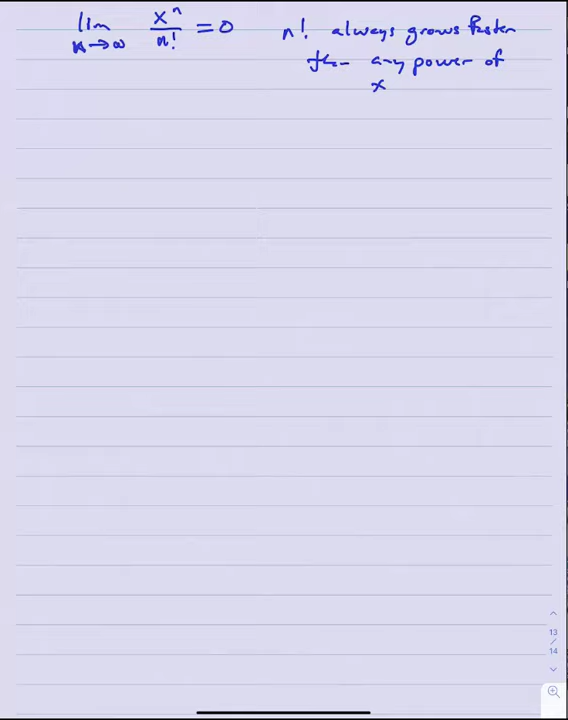 lim x^n / n! = 0 n! always grows faster
n→∞ than any power of
x
13
/
14